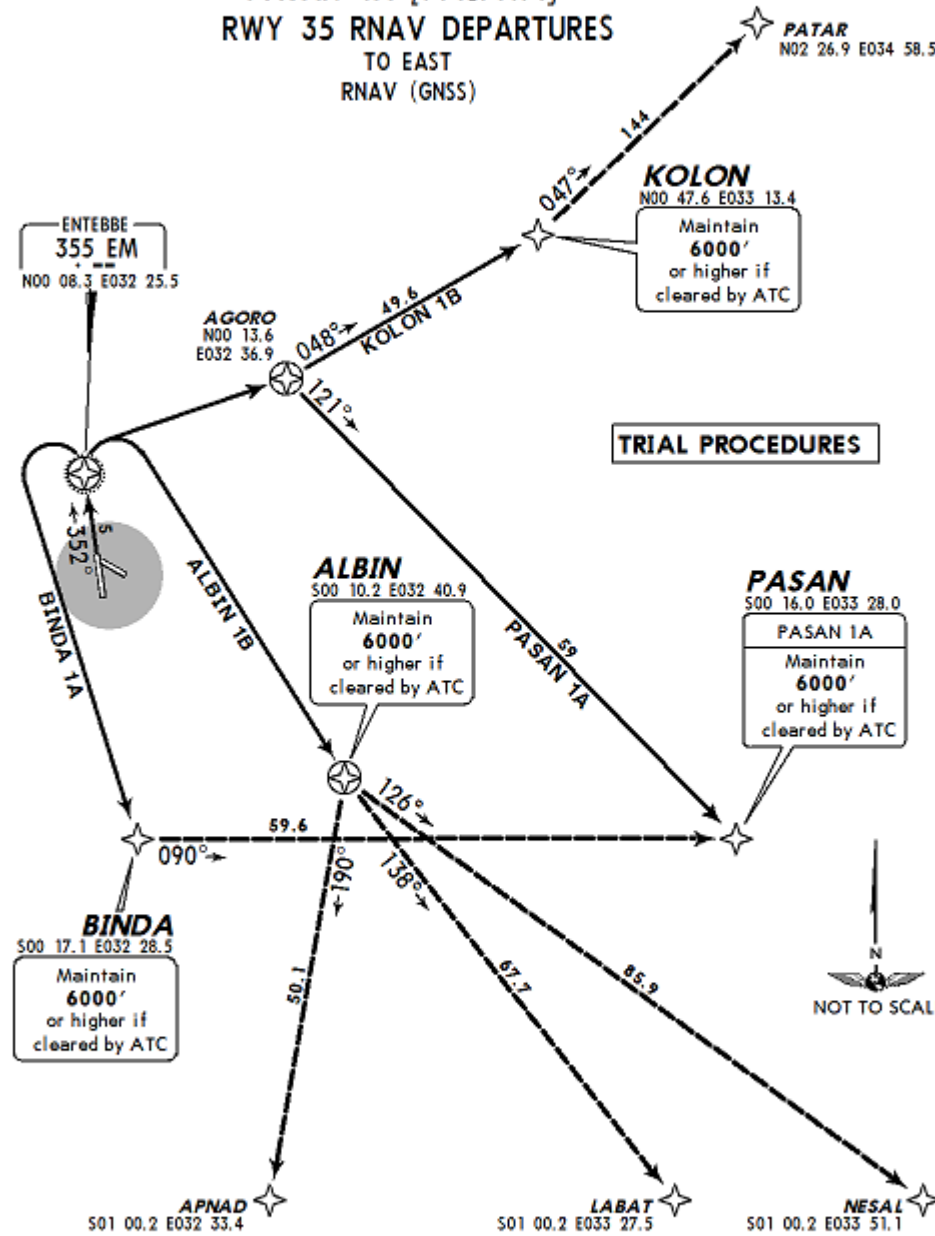 RWY 35 RNAV DEPARTURES
TO EAST
RNAV (GNSS)
PATAR
N02 26.9 E034 58.5
144
047°
KOLON
N00 47.6 E033 13.4
Maintain
6000'
or higher if
cleared by ATC
ENTEBBE
355 EM
N00 08.3 E032 25.5
AGORO
N00 13.6
E032 36.9
048°
49.6
KOLON 1B
121°
TRIAL PROCEDURES
5
352°
BINDA 1A
ALBIN 1B
ALBIN
S00 10.2 E032 40.9
Maintain
6000'
or higher if
cleared by ATC
59
PASAN 1A
PASAN
S00 16.0 E033 28.0
PASAN 1A
Maintain
6000'
or higher if
cleared by ATC
59.6
090°
126°
138°
190°
BINDA
S00 17.1 E032 28.5
Maintain
6000'
or higher if
cleared by ATC
50.1
67.7
85.9
N
NOT TO SCAL
APNAD
S01 00.2 E032 33.4
LABAT
S01 00.2 E033 27.5
NESAL
S01 00.2 E033 51.1